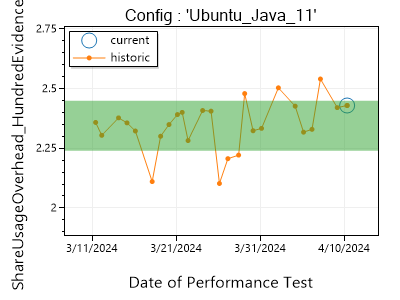 Config : 'Ubuntu_Java_11'
ShareUsageOverhead_HundredEvidence
current
historic
2.75
2.5
2.25
2
3/11/2024
3/21/2024
3/31/2024
4/10/2024
Date of Performance Test